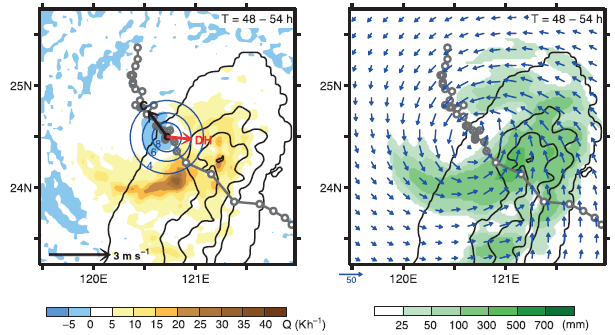 T = 48 – 54 h
T = 48 – 54 h
25N
25N
C
DH
8
6
4
24N
24N
3 m s⁻¹
120E
121E
50
120E
121E
−5 0 5 10 15 20 25 30 35 40 Q (Kh⁻¹)
25 50 100 300 500 700 (mm)